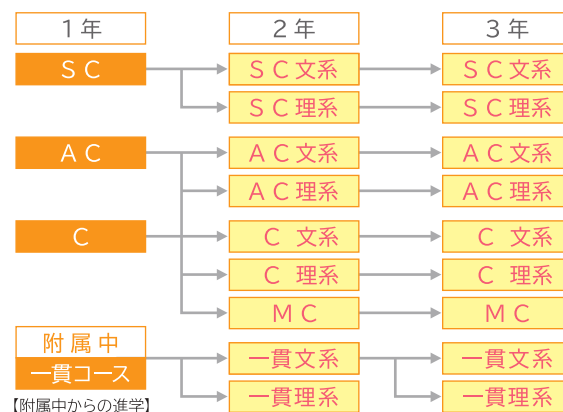 1年 2年 3年
SC SC文系 SC文系
SC理系 SC理系
AC AC文系 AC文系
AC理系 AC理系
C C 文系 C 文系
C 理系 C 理系
MC MC
附属中
一貫コース 一貫文系 一貫文系
一貫理系 一貫理系
【附属中からの進学】